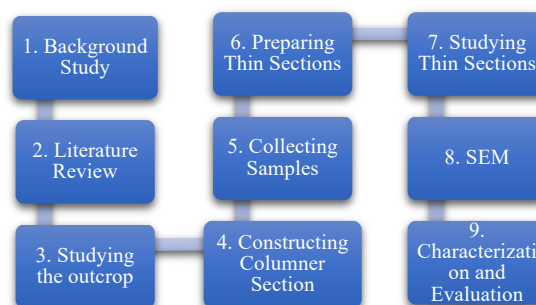 1. Background
Study
2. Literature
Review
3. Studying
the outcrop
4. Constructing
Columner
Section
5. Collecting
Samples
6. Preparing
Thin Sections
7. Studying
Thin Sections
8. SEM
9.
Characterizati
on and
Evaluation